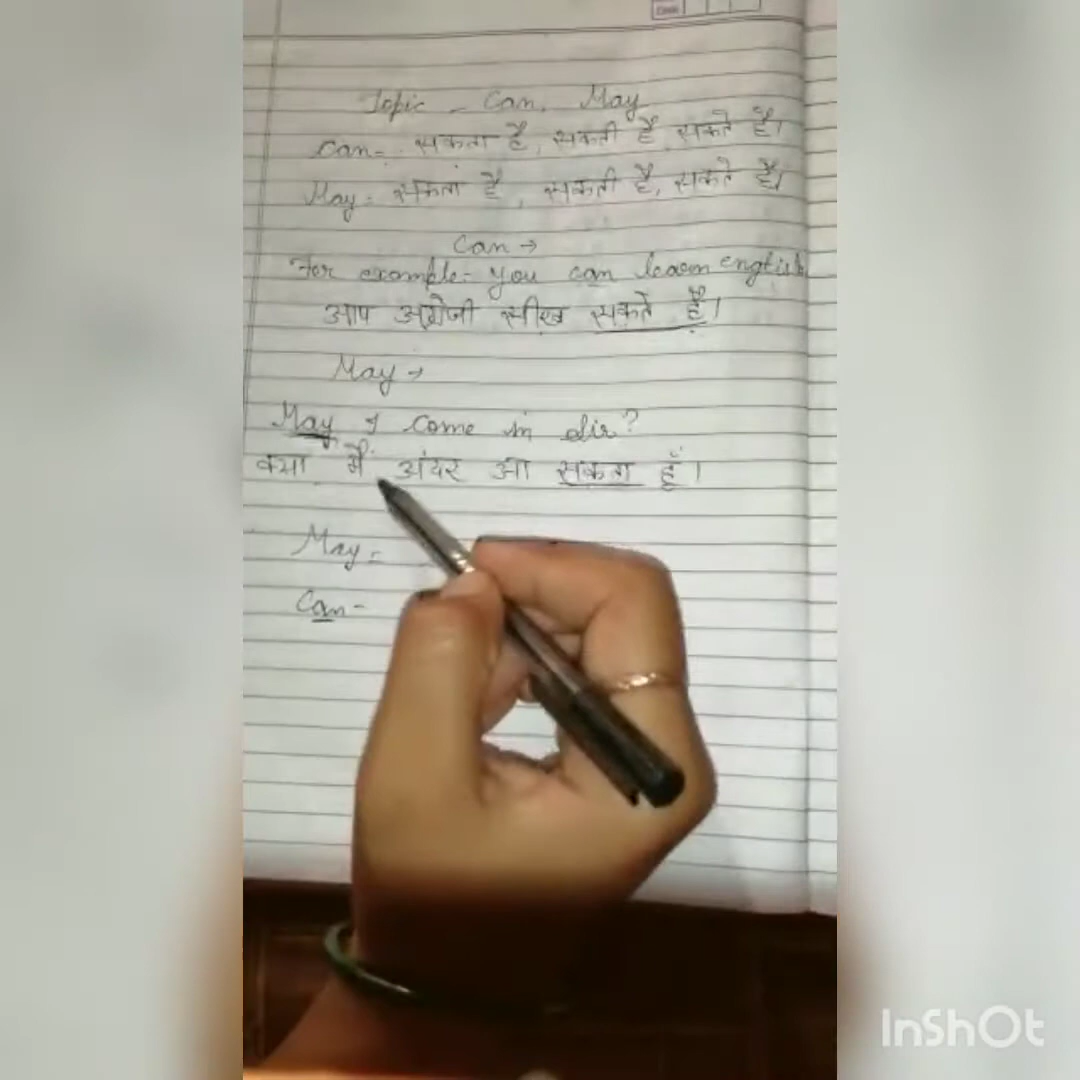 Topic - Can, May
Can = सकता है, सकती है, सकते है।
May = सकता है, सकती है, सकते है।
Can →
For example - you can learn english
आप अग्रेजी सीख सकते है।
May →
May I come in sir?
क्या मैं अंदर आ सकता हूँ।
May =
Can -
InShOt